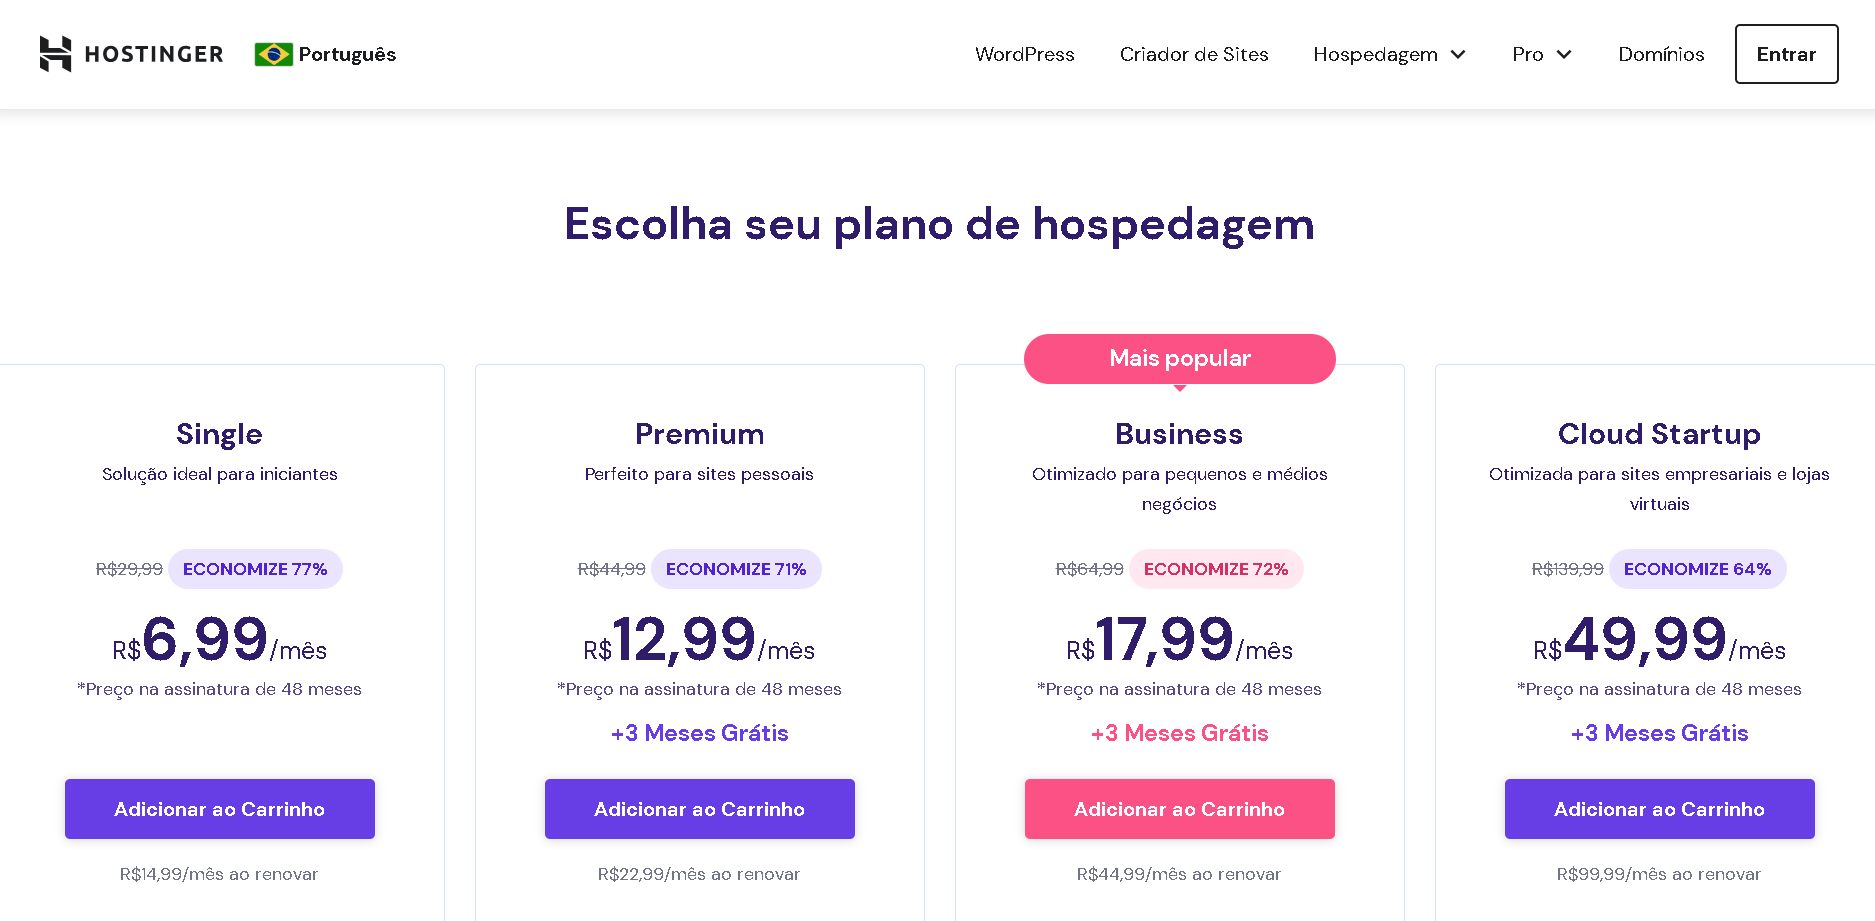 HOSTINGER Português WordPress Criador de Sites Hospedagem Pro Domínios Entrar
Escolha seu plano de hospedagem
Single
Solução ideal para iniciantes
R$29,99 ECONOMIZE 77%
R$6,99/mês
*Preço na assinatura de 48 meses
Adicionar ao Carrinho
R$14,99/mês ao renovar
Premium
Perfeito para sites pessoais
R$44,99 ECONOMIZE 71%
R$12,99/mês
*Preço na assinatura de 48 meses
+3 Meses Grátis
Adicionar ao Carrinho
R$22,99/mês ao renovar
Mais popular
Business
Otimizado para pequenos e médios
negócios
R$64,99 ECONOMIZE 72%
R$17,99/mês
*Preço na assinatura de 48 meses
+3 Meses Grátis
Adicionar ao Carrinho
R$44,99/mês ao renovar
Cloud Startup
Otimizada para sites empresariais e lojas
virtuais
R$139,99 ECONOMIZE 64%
R$49,99/mês
*Preço na assinatura de 48 meses
+3 Meses Grátis
Adicionar ao Carrinho
R$99,99/mês ao renovar